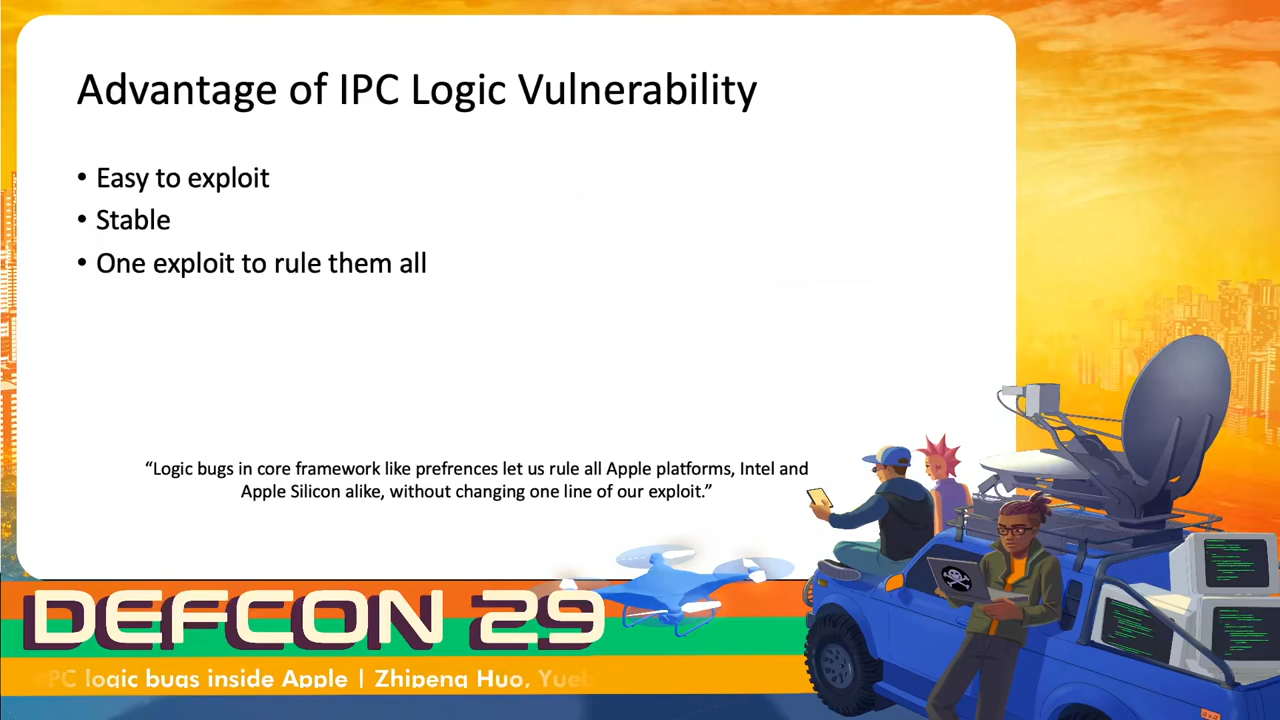 Advantage of IPC Logic Vulnerability
• Easy to exploit
• Stable
• One exploit to rule them all
“Logic bugs in core framework like prefrences let us rule all Apple platforms, Intel and
Apple Silicon alike, without changing one line of our exploit.”
DEFCON 29
PC logic bugs inside Apple | Zhipeng Huo,